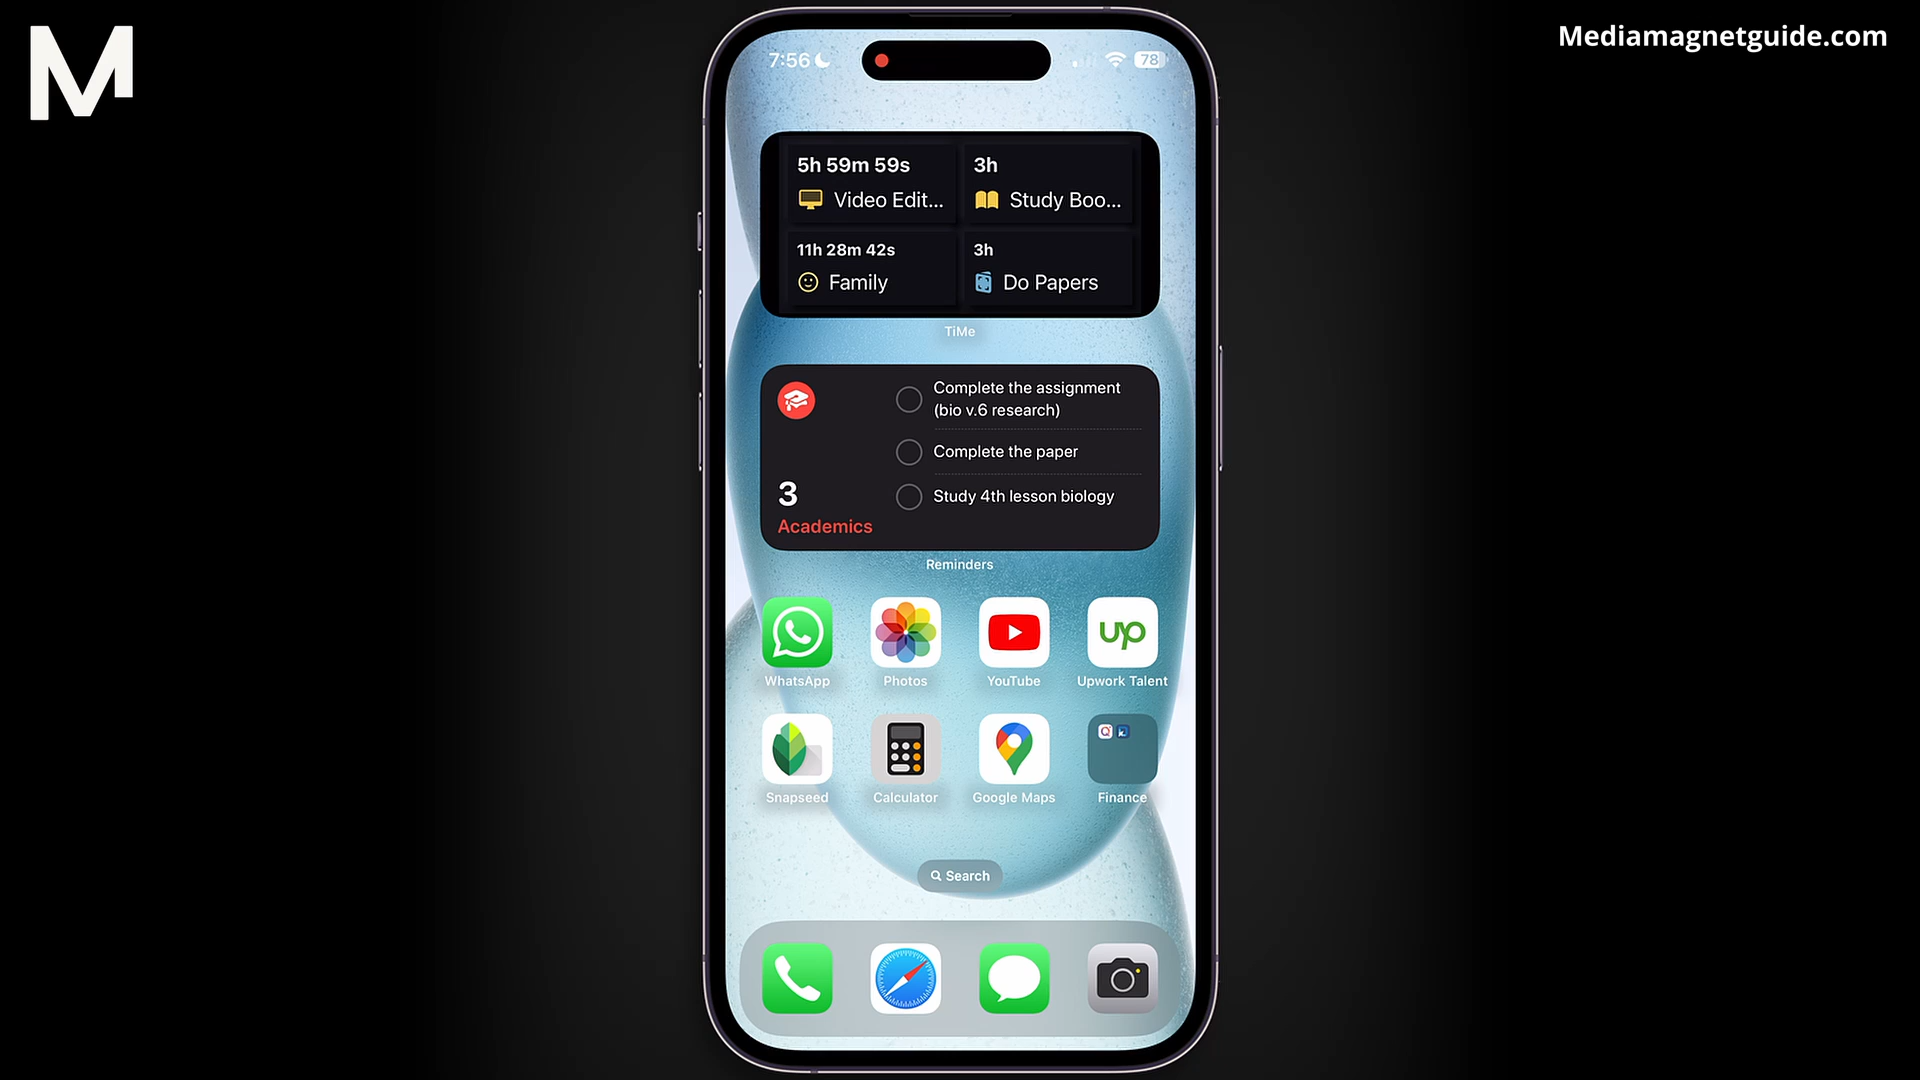 M
Mediamagnetguide.com
7:56
78
5h 59m 59s
3h
Video Edit...
Study Boo...
11h 28m 42s
3h
Family
Do Papers
TiMe
Complete the assignment
(bio v.6 research)
Complete the paper
3
Study 4th lesson biology
Academics
Reminders
up
WhatsApp
Photos
YouTube
Upwork Talent
Snapseed
Calculator
Google Maps
Finance
Search